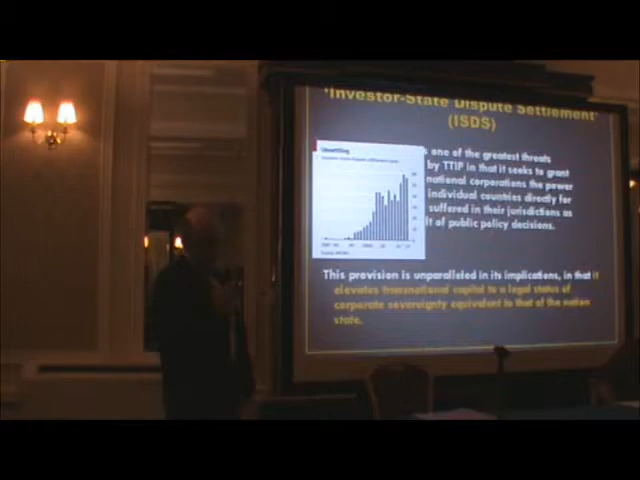 'Investor-State Dispute Settlement'
(ISDS)
Unsettling
s one of the greatest threats
by TTIP in that it seeks to grant
national corporations the power
individual countries directly for
suffered in their jurisdictions as
lt of public policy decisions.
This provision is unparalleled in its implications, in that it
elevates transnational capital to a legal status of
corporate sovereignty equivalent to that of the nation
state.